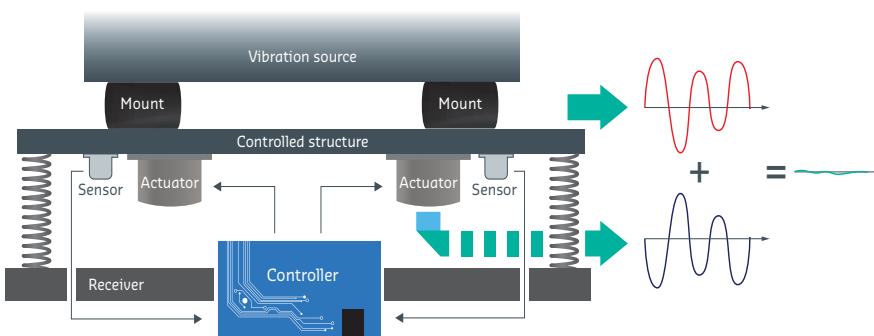 Vibration source
Mount
Mount
Controlled structure
Sensor
Actuator
Actuator
Sensor
+
=
Controller
Receiver